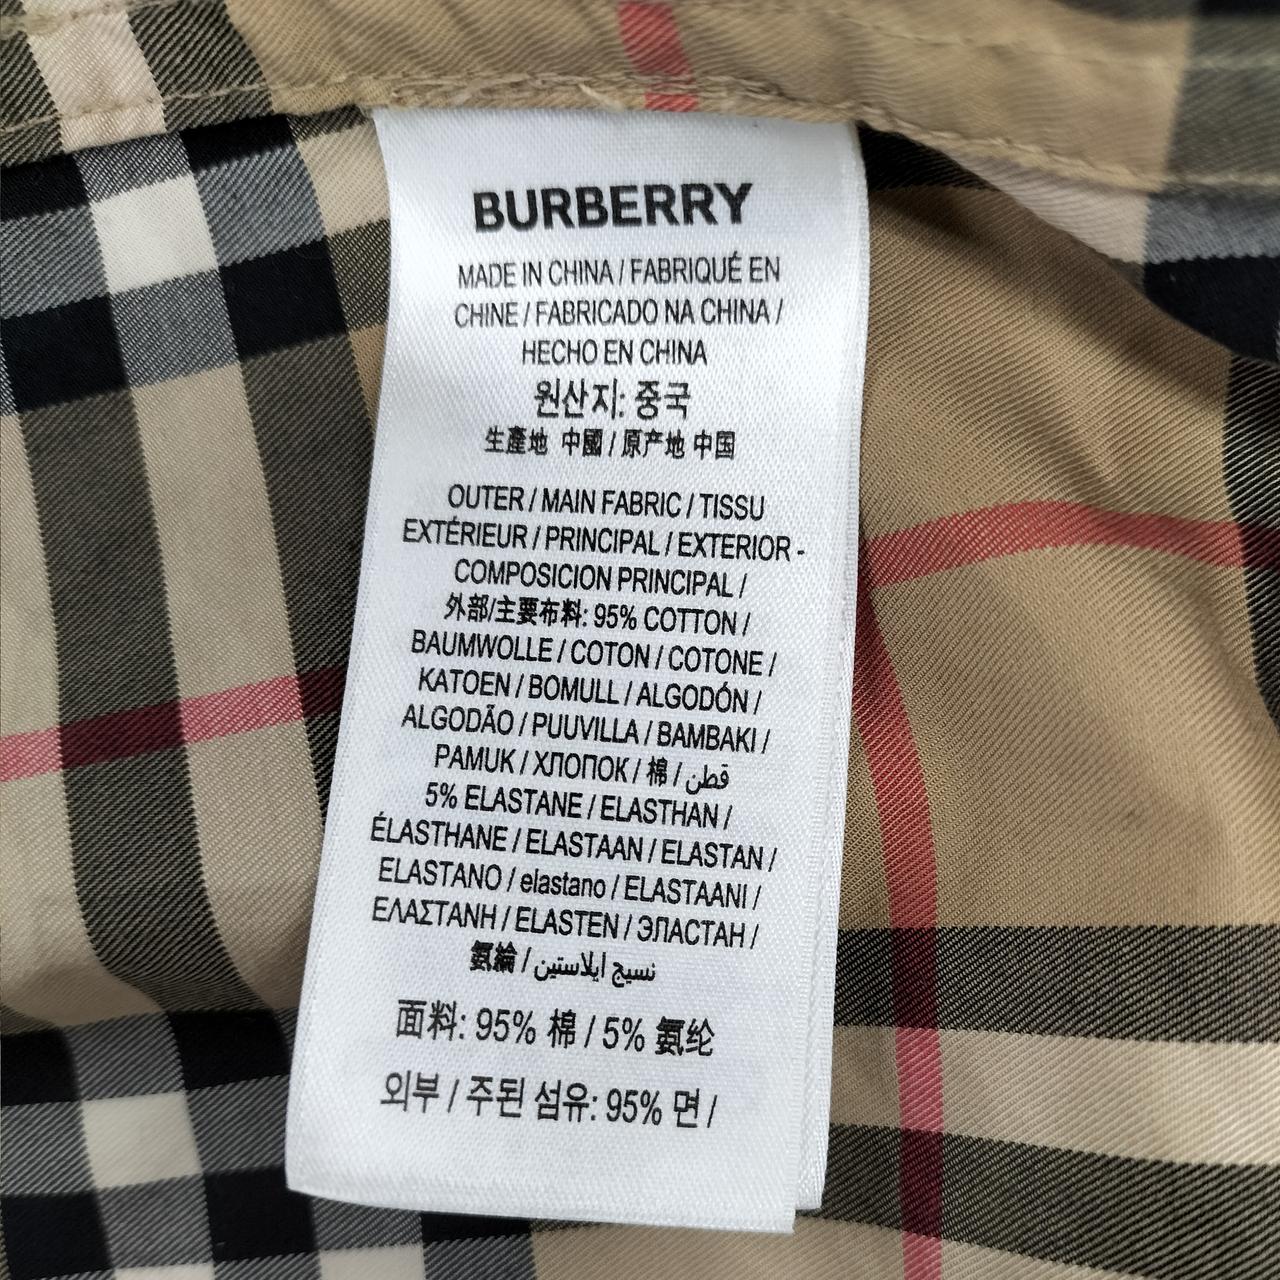 BURBERRY
MADE IN CHINA / FABRIQUÉ EN
CHINE / FABRICADO NA CHINA /
HECHO EN CHINA
원산지: 중국
生產地 中國 / 原产地 中国
OUTER / MAIN FABRIC / TISSU
EXTÉRIEUR / PRINCIPAL / EXTERIOR -
COMPOSICION PRINCIPAL /
外部/主要布料: 95% COTTON /
BAUMWOLLE / COTON / COTONE /
KATOEN / BOMULL / ALGODÓN /
ALGODÃO / PUUVILLA / BAMBAKI /
PAMUK / ХЛОПОК / 棉 / قطن
5% ELASTANE / ELASTHAN /
ÉLASTHANE / ELASTAAN / ELASTAN /
ELASTANO / elastano / ELASTAANI /
ΕΛΑΣΤΑΝΗ / ELASTEN / ЭЛАСТАН /
氨綸 / نسيج ايلاستين
面料: 95% 棉 / 5% 氨纶
외부 / 주된 섬유: 95% 면 /